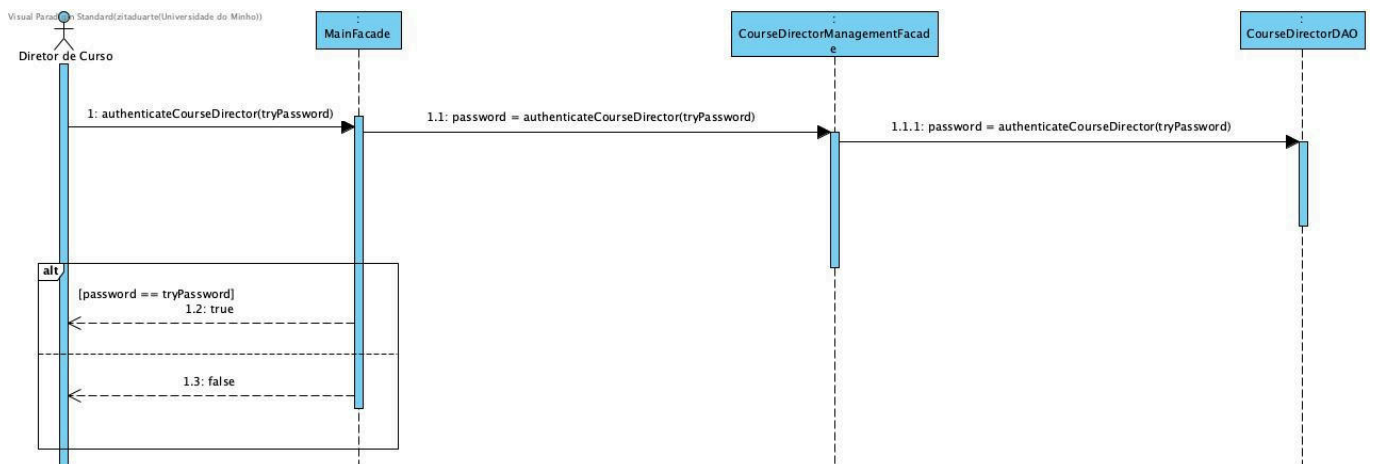 Visual Paradigm Standard(zitaduarte(Universidade do Minho))
Diretor de Curso
:
MainFacade
:
CourseDirectorManagementFacad
e
:
CourseDirectorDAO
1: authenticateCourseDirector(tryPassword)
1.1: password = authenticateCourseDirector(tryPassword)
1.1.1: password = authenticateCourseDirector(tryPassword)
alt
[password == tryPassword]
1.2: true
1.3: false